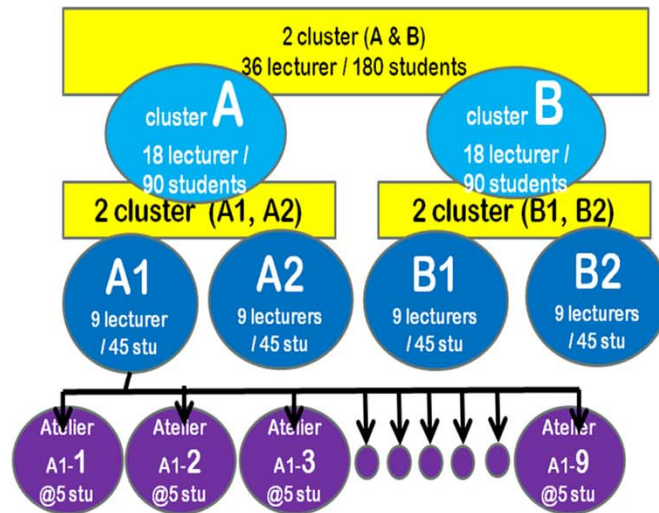 2 cluster (A & B)
36 lecturer / 180 students
cluster A
18 lecturer /
90 students
cluster B
18 lecturer /
90 students
2 cluster (A1, A2)
2 cluster (B1, B2)
A1
9 lecturer
/ 45 stu
A2
9 lecturers
/ 45 stu
B1
9 lecturers
/ 45 stu
B2
9 lecturers
/ 45 stu
Atelier
A1-1
@5 stu
Atelier
A1-2
@5 stu
Atelier
A1-3
@5 stu
Atelier
A1-9
@5 stu